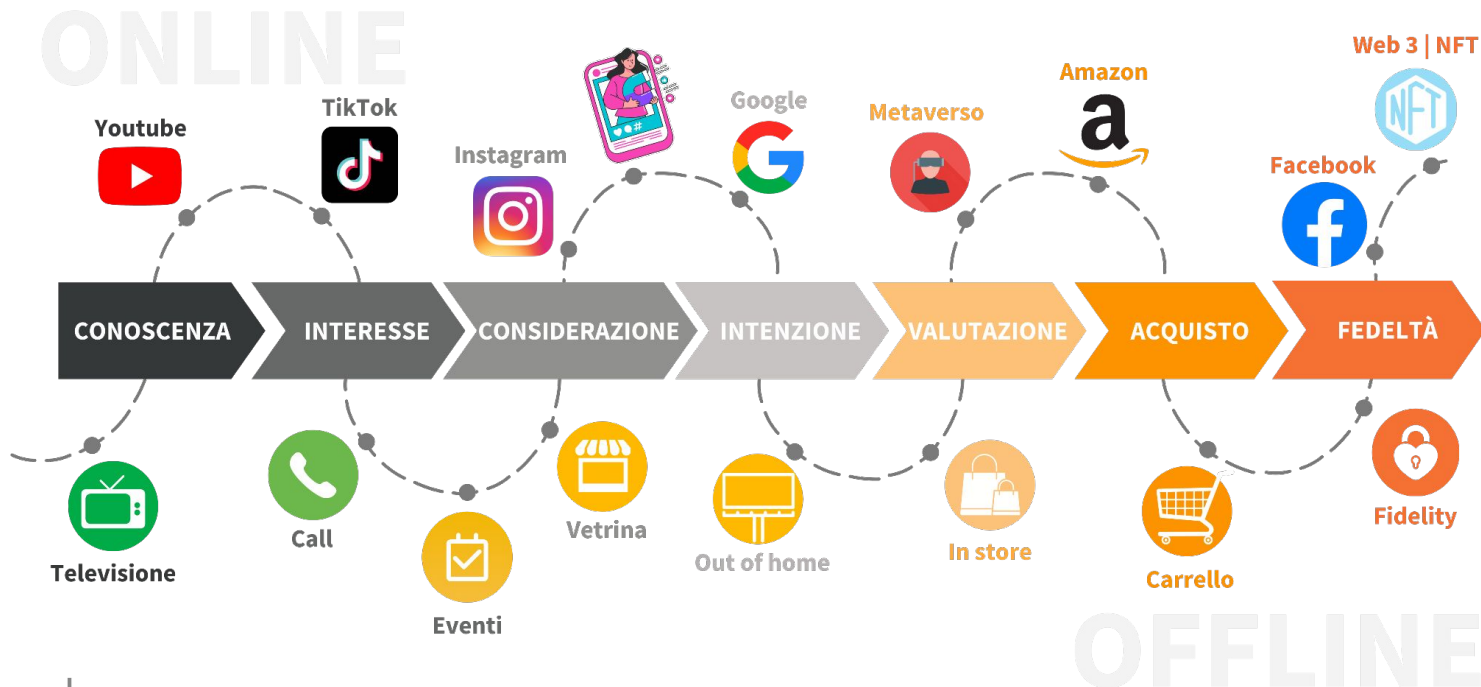 ONLINE
Web 3 | NFT
Amazon
TikTok
Google
Metaverso
Youtube
Instagram
Facebook
NFT
CONOSCENZA
INTERESSE
CONSIDERAZIONE
INTENZIONE
VALUTAZIONE
ACQUISTO
FEDELTÀ
Televisione
Call
Eventi
Vetrina
Out of home
In store
Carrello
Fidelity
OFFLINE